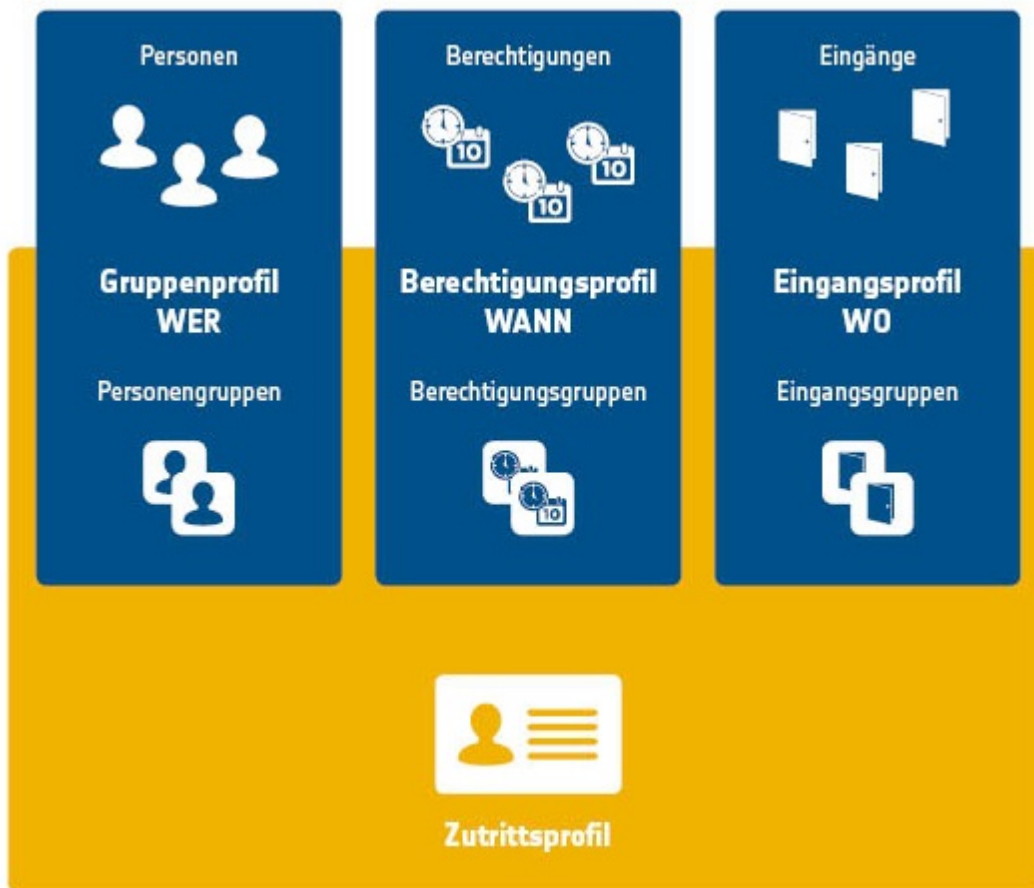 Personen
Gruppenprofil
WER
Personengruppen
Berechtigungen
10
10
10
Berechtigungsprofil
WANN
Berechtigungsgruppen
10
Eingänge
Eingangsprofil
WO
Eingangsgruppen
Zutrittsprofil